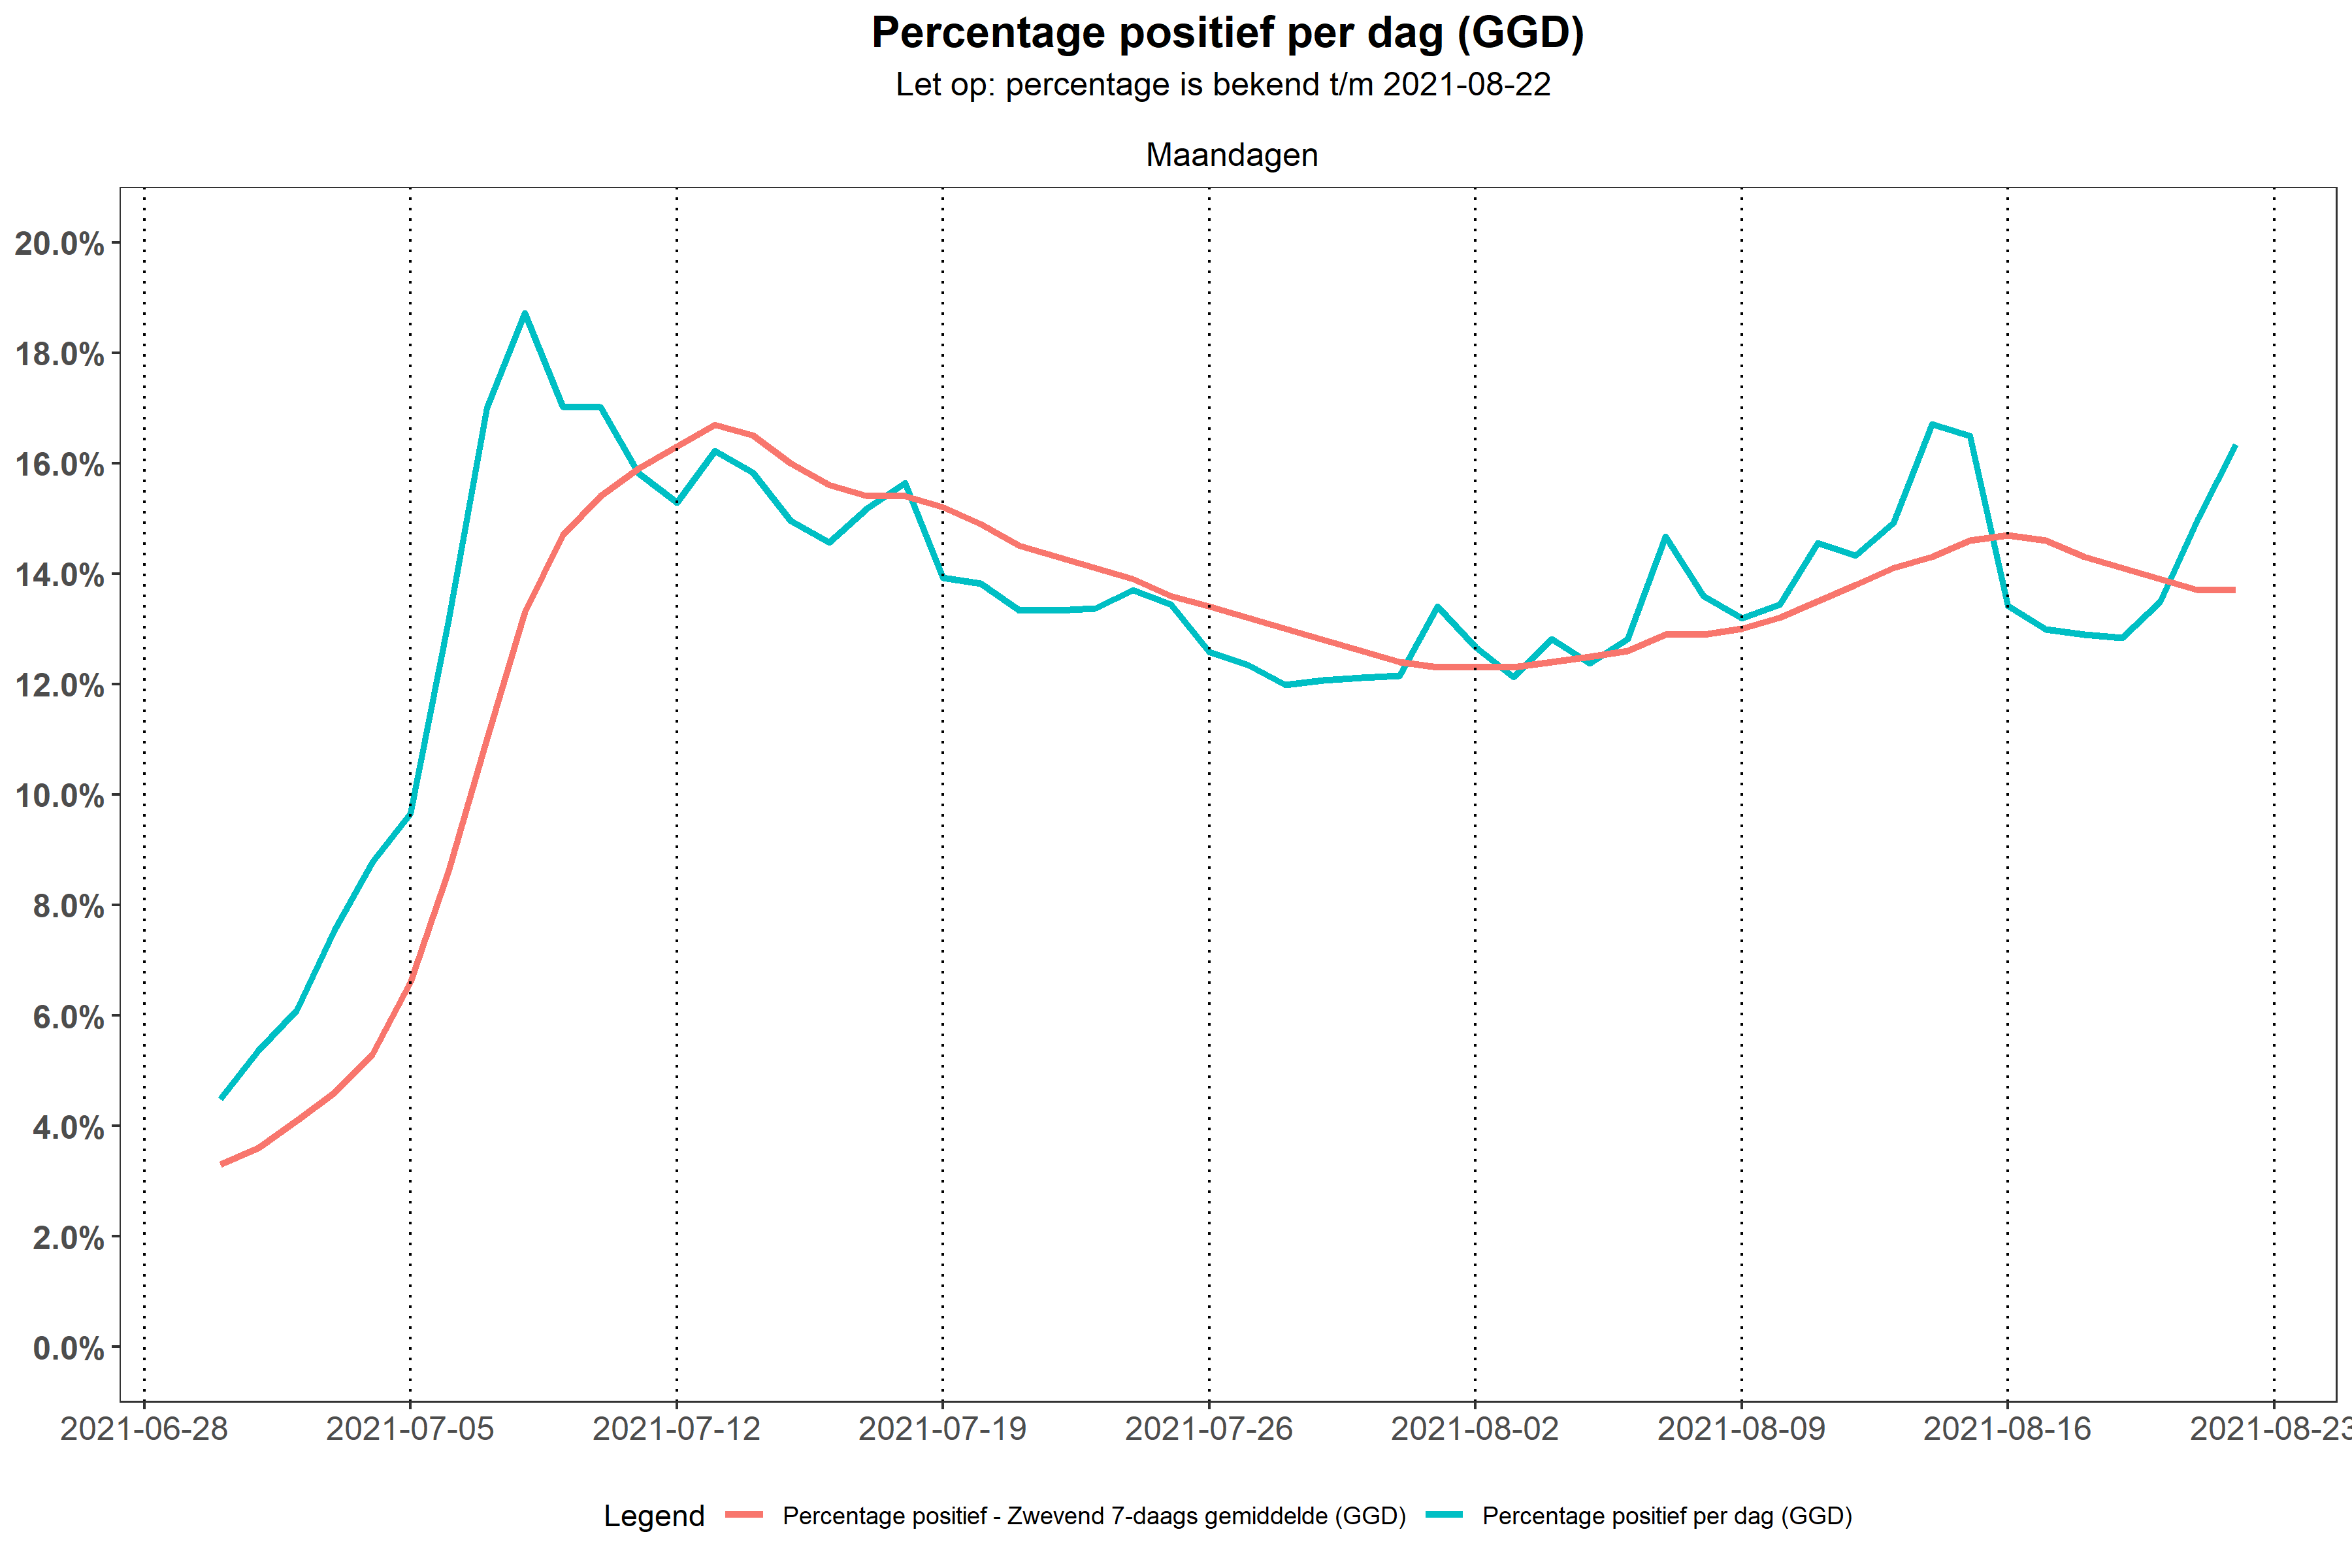 Percentage positief per dag (GGD)
Let op: percentage is bekend t/m 2021-08-22
Maandagen
20.0%
18.0%
16.0%
14.0%
12.0%
10.0%
8.0%
6.0%
4.0%
2.0%
0.0%
2021-06-28 2021-07-05 2021-07-12 2021-07-19 2021-07-26 2021-08-02 2021-08-09 2021-08-16 2021-08-23
Legend Percentage positief - Zwevend 7-daags gemiddelde (GGD) Percentage positief per dag (GGD)